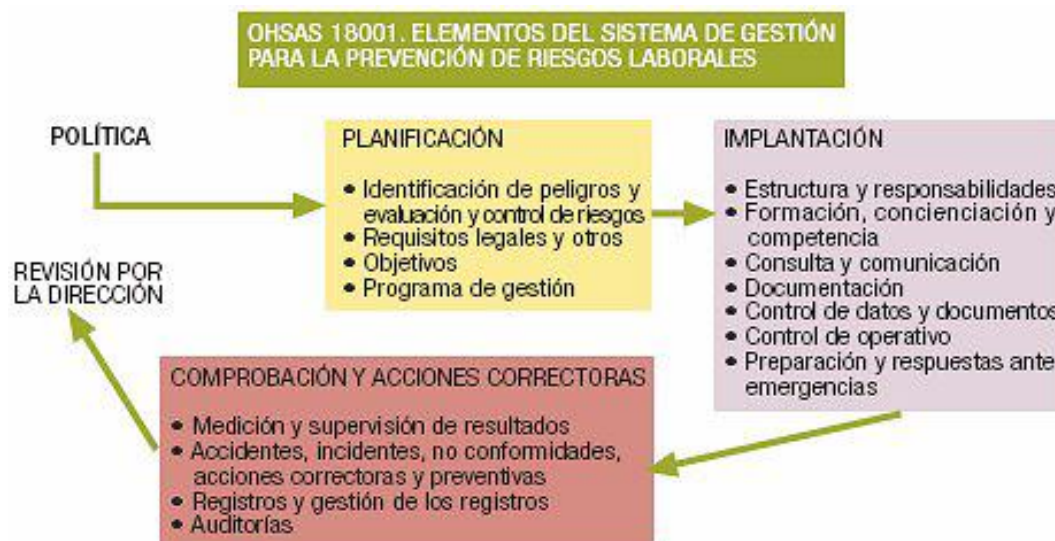 OHSAS 18001. ELEMENTOS DEL SISTEMA DE GESTIÓN
PARA LA PREVENCIÓN DE RIESGOS LABORALES
POLÍTICA
PLANIFICACIÓN
• Identificación de peligros y
evaluación y control de riesgos
• Requisitos legales y otros
• Objetivos
• Programa de gestión
IMPLANTACIÓN
• Estructura y responsabilidades
• Formación, concienciación y
competencia
• Consulta y comunicación
• Documentación
• Control de datos y documentos
• Control de operativo
• Preparación y respuestas ante
emergencias
COMPROBACIÓN Y ACCIONES CORRECTORAS
• Medición y supervisión de resultados
• Accidentes, incidentes, no conformidades,
acciones correctoras y preventivas
• Registros y gestión de los registros
• Auditorías
REVISIÓN POR
LA DIRECCIÓN